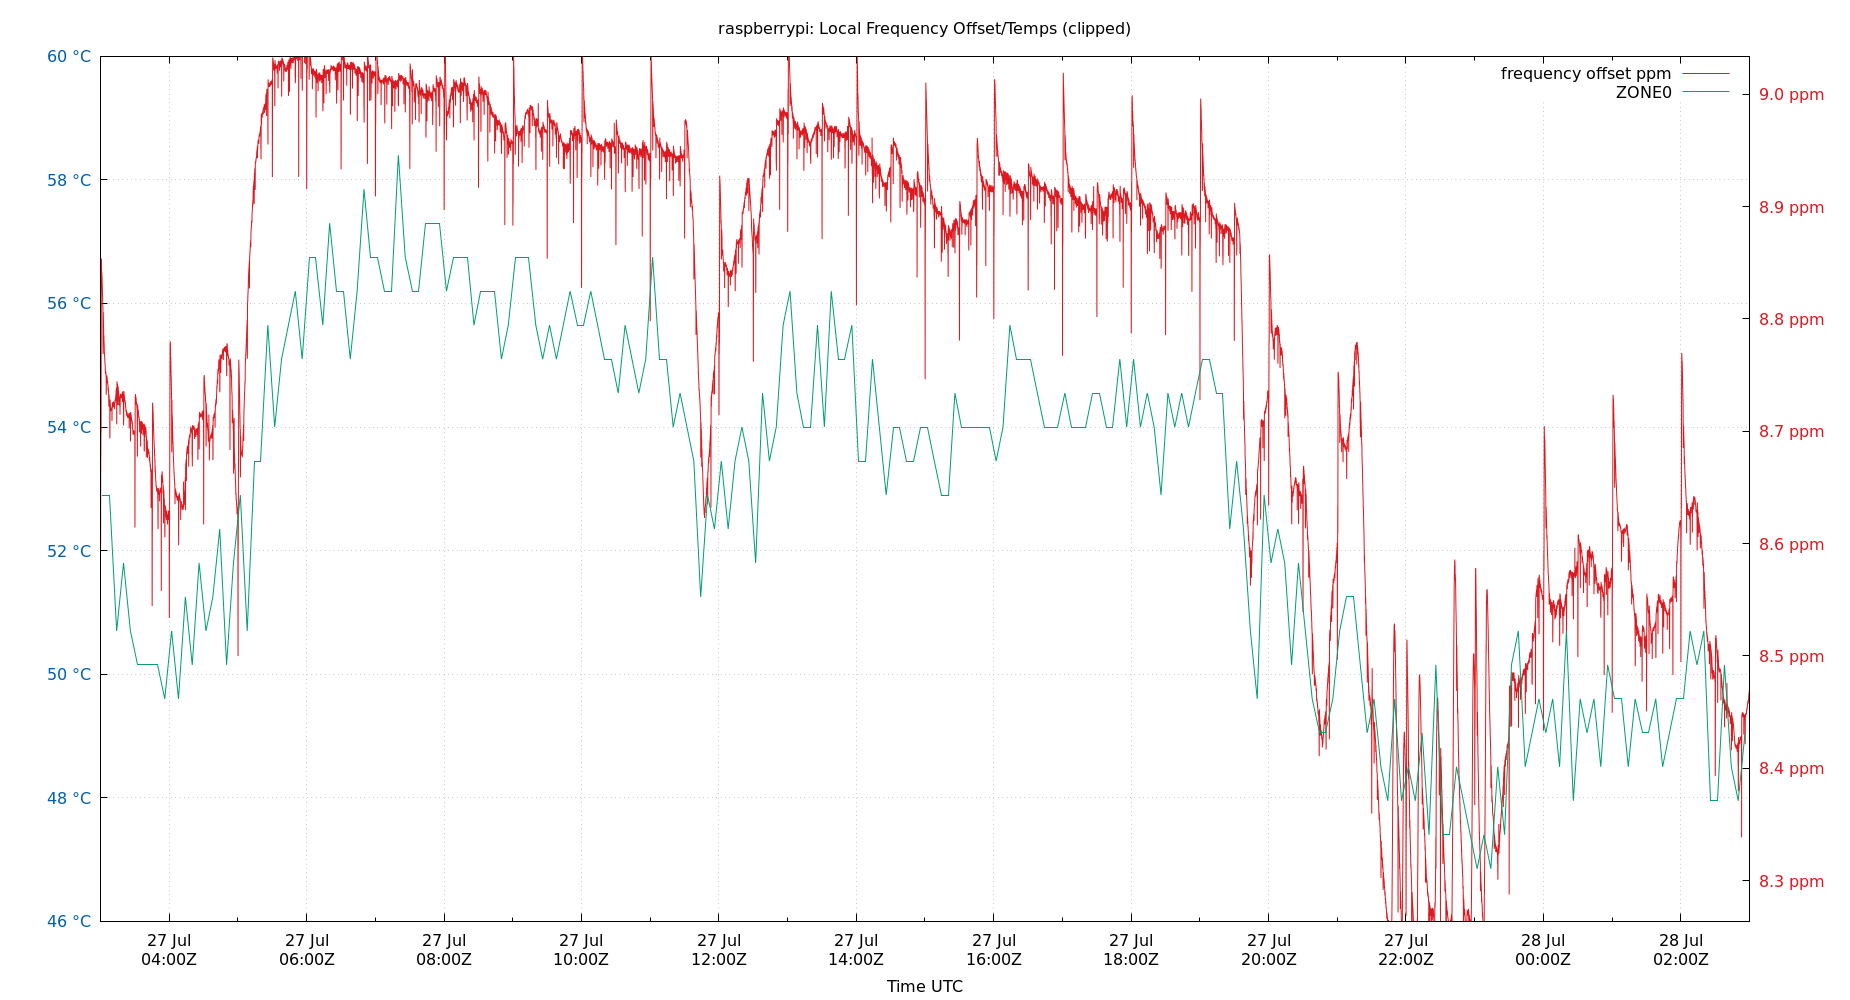 raspberrypi: Local Frequency Offset/Temps (clipped)
frequency offset ppm
ZONE0
60 °C
58 °C
56 °C
54 °C
52 °C
50 °C
48 °C
46 °C
9.0 ppm
8.9 ppm
8.8 ppm
8.7 ppm
8.6 ppm
8.5 ppm
8.4 ppm
8.3 ppm
27 Jul 27 Jul 27 Jul 27 Jul 27 Jul 27 Jul 27 Jul 27 Jul 27 Jul 27 Jul 28 Jul 28 Jul
04:00Z 06:00Z 08:00Z 10:00Z 12:00Z 14:00Z 16:00Z 18:00Z 20:00Z 22:00Z 00:00Z 02:00Z
Time UTC